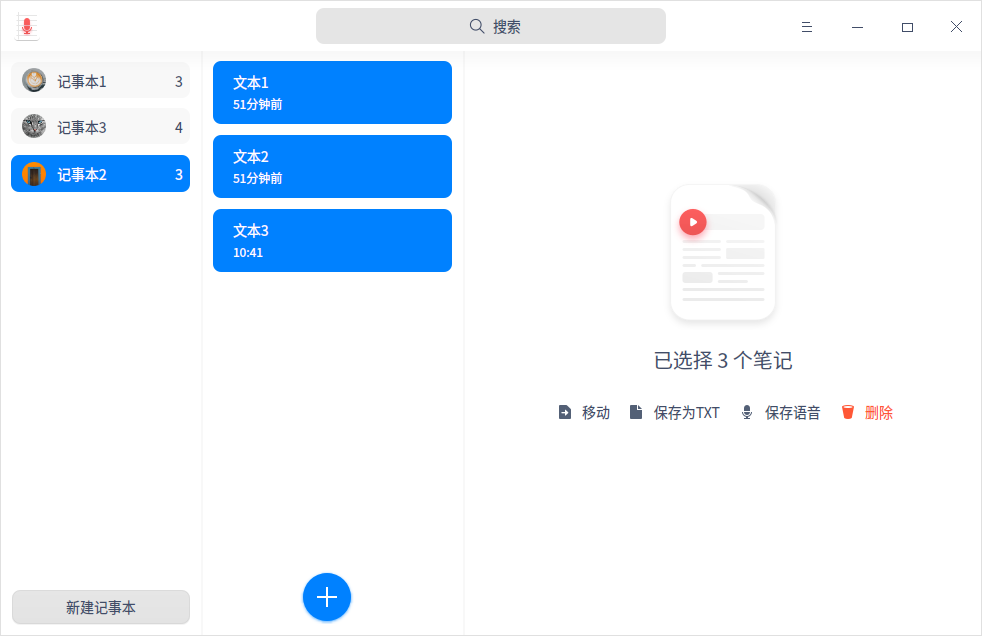 搜索
记事本1 3
记事本3 4
记事本2 3
新建记事本
文本1
51分钟前
文本2
51分钟前
文本3
10:41
已选择 3 个笔记
移动 保存为TXT 保存语音 删除